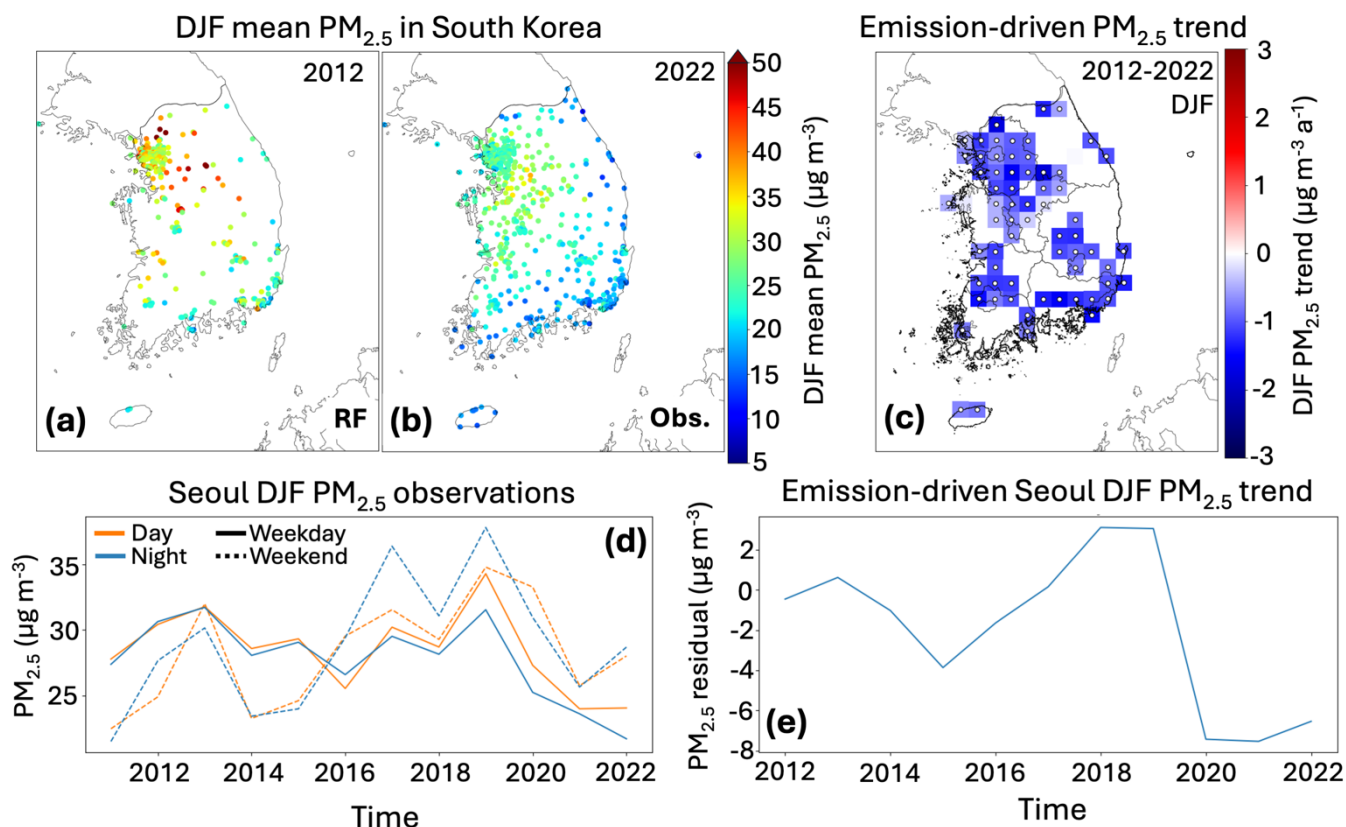 DJF mean PM2.5 in South Korea
Emission-driven PM2.5 trend
2012
2022
2012-2022
DJF
(a)
RF
(b)
Obs.
(c)
50
45
40
35
30
25
20
15
10
5
DJF mean PM2.5 (µg m-3)
3
2
1
0
-1
-2
-3
DJF PM2.5 trend (µg m-3 a-1)
Seoul DJF PM2.5 observations
Day
Night
Weekday
Weekend
(d)
35
30
25
PM2.5 (µg m-3)
2012 2014 2016 2018 2020 2022
Time
Emission-driven Seoul DJF PM2.5 trend
2
0
-2
-4
-6
-8
PM2.5 residual (µg m-3)
(e)
2012 2014 2016 2018 2020 2022
Time